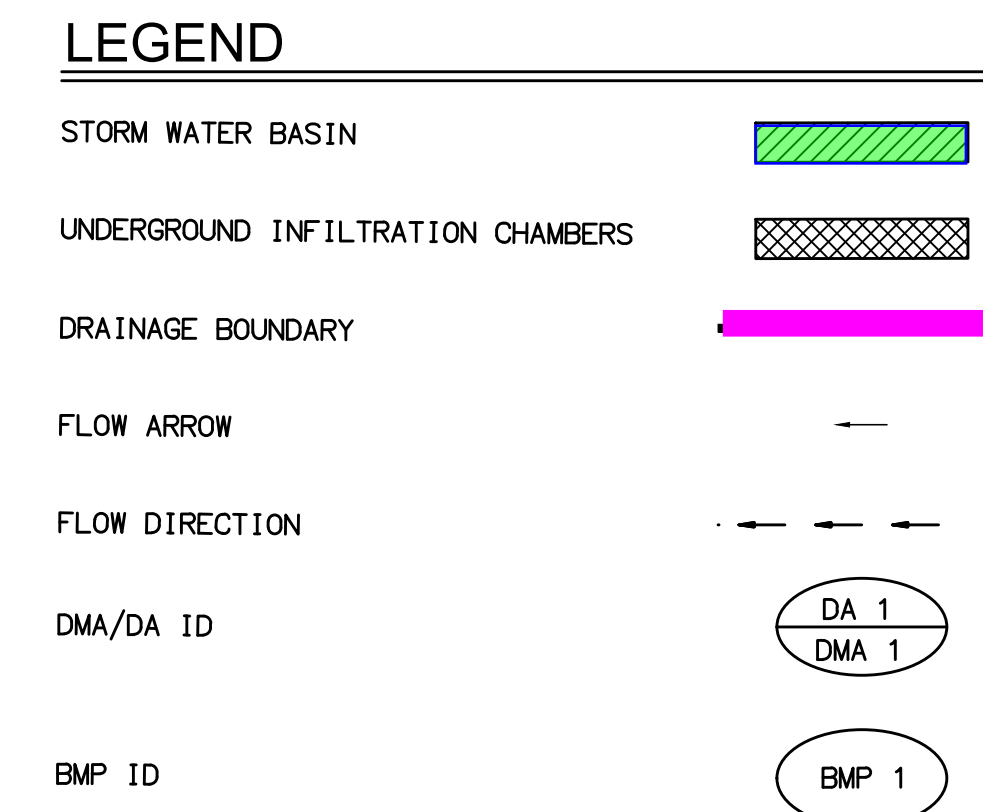 LEGEND
STORM WATER BASIN
UNDERGROUND INFILTRATION CHAMBERS
DRAINAGE BOUNDARY
FLOW ARROW
FLOW DIRECTION
DMA/DA ID
DA 1
DMA 1
BMP ID
BMP 1